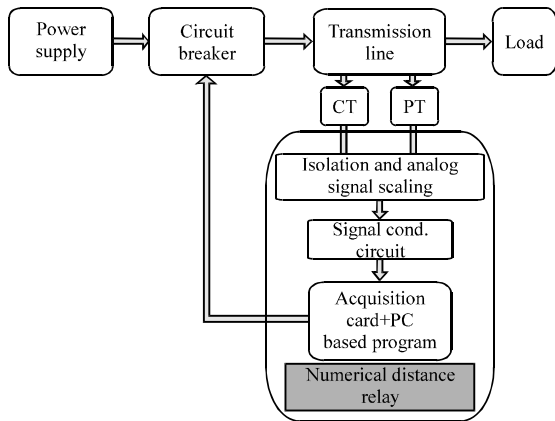 Power
supply
Circuit
breaker
Transmission
line
Load
CT
PT
Isolation and analog
signal scaling
Signal cond.
circuit
Acquisition
card+PC
based program
Numerical distance
relay